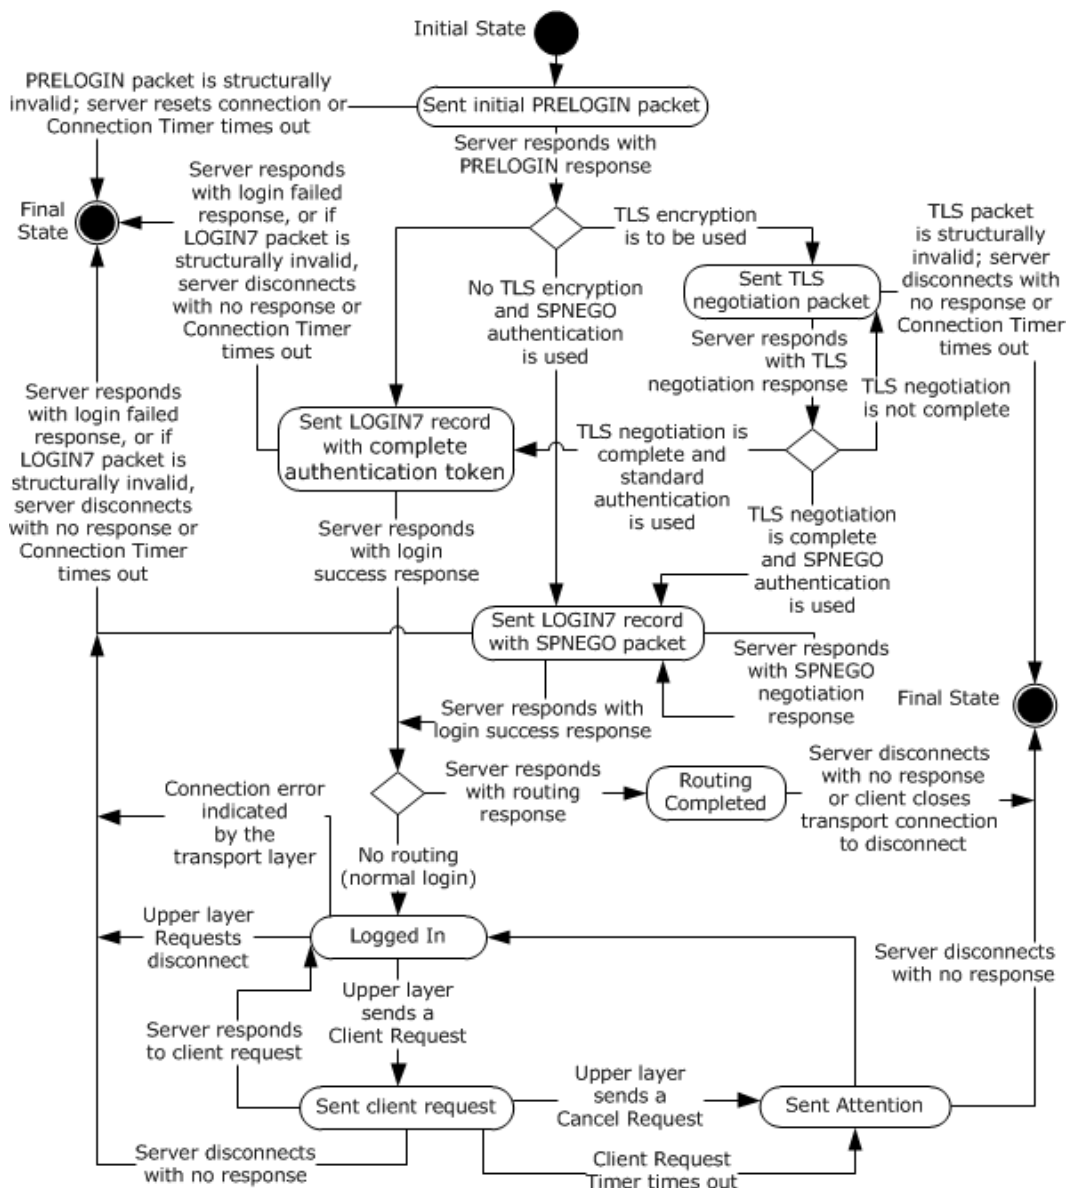 Initial State
PRELOGIN packet is structurally
invalid; server resets connection or
Connection Timer times out
Sent initial PRELOGIN packet
Server responds with
PRELOGIN response
Server responds
with login failed
response, or if
LOGIN7 packet is
structurally invalid,
server disconnects
with no response or
Connection Timer
times out
Final
State
TLS encryption
is to be used
TLS packet
is structurally
invalid; server
disconnects with
no response or
Connection Timer
times out
Sent TLS
negotiation packet
No TLS encryption
and SPNEGO
authentication
is used
Server responds
with TLS
negotiation response
TLS negotiation
is not complete
Server responds
with login failed
response, or if
LOGIN7 packet is
structurally invalid,
server disconnects
with no response or
Connection Timer
times out
Sent LOGIN7 record
with complete
authentication token
TLS negotiation is
complete and
standard
authentication
is used
TLS negotiation
is complete
and SPNEGO
authentication
is used
Server responds
with login
success response
Sent LOGIN7 record
with SPNEGO packet
Server responds
with SPNEGO
negotiation
response
Final State
Server responds with
login success response
Server responds
with routing
response
Routing
Completed
Server disconnects
with no response
or client closes
transport connection
to disconnect
Connection error
indicated
by the
transport layer
No routing
(normal login)
Upper layer
Requests
disconnect
Logged In
Server disconnects
with no response
Upper layer
sends a
Client Request
Server responds
to client request
Sent client request
Upper layer
sends a
Cancel Request
Sent Attention
Server disconnects
with no response
Client Request
Timer times out